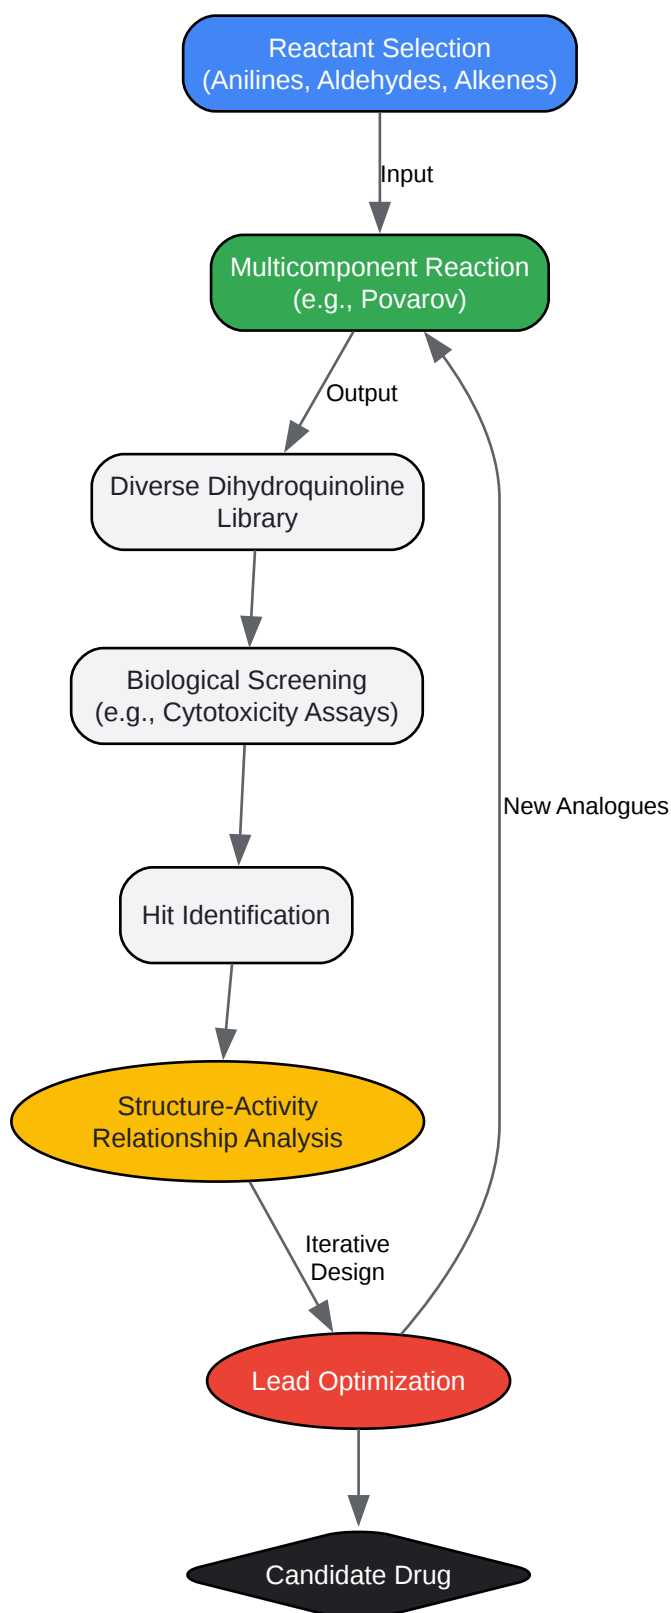 Reactant Selection
(Anilines, Aldehydes, Alkenes)
Input
Multicomponent Reaction
(e.g., Povarov)
Output
Diverse Dihydroquinoline
Library
Biological Screening
(e.g., Cytotoxicity Assays)
New Analogues
Hit Identification
Structure-Activity
Relationship Analysis
Iterative
Design
Lead Optimization
Candidate Drug